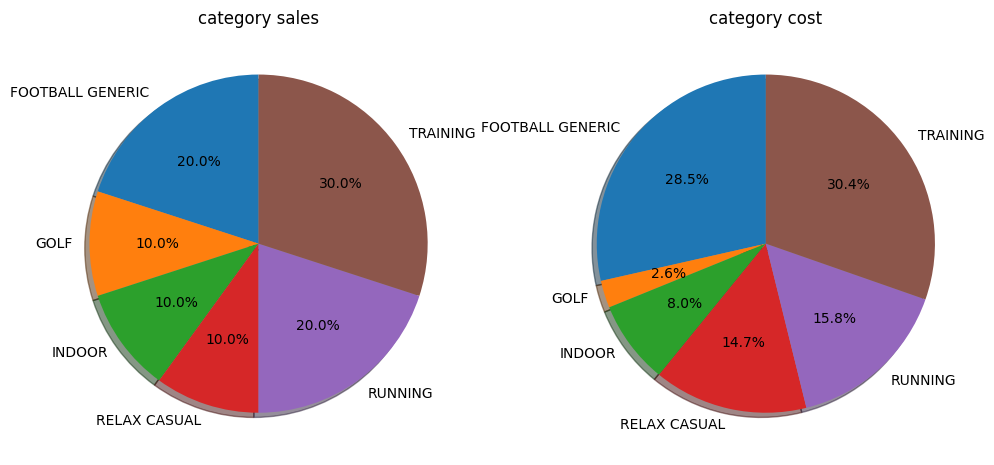 category sales
FOOTBALL GENERIC
20.0%
GOLF
10.0%
INDOOR
10.0%
RELAX CASUAL
10.0%
RUNNING
20.0%
TRAINING
30.0%
category cost
FOOTBALL GENERIC
28.5%
GOLF
2.6%
INDOOR
8.0%
RELAX CASUAL
14.7%
RUNNING
15.8%
TRAINING
30.4%